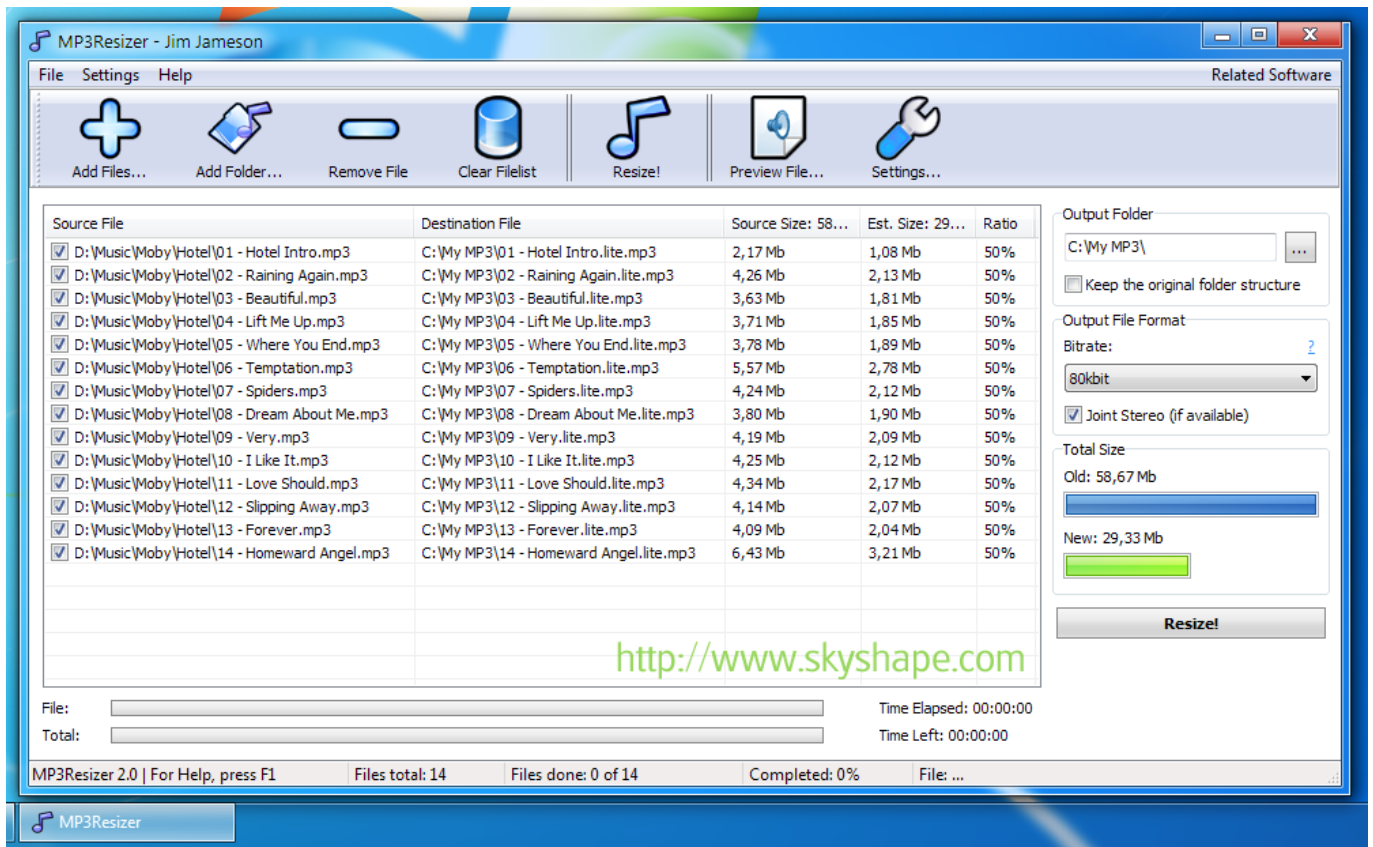 MP3Resizer - Jim Jameson
File Settings Help Related Software
Add Files... Add Folder... Remove File Clear Filelist Resize! Preview File... Settings...
Source File Destination File Source Size: 58... Est. Size: 29... Ratio
D:\Music\Moby\Hotel\01 - Hotel Intro.mp3 C:\My MP3\01 - Hotel Intro.lite.mp3 2,17 Mb 1,08 Mb 50%
D:\Music\Moby\Hotel\02 - Raining Again.mp3 C:\My MP3\02 - Raining Again.lite.mp3 4,26 Mb 2,13 Mb 50%
D:\Music\Moby\Hotel\03 - Beautiful.mp3 C:\My MP3\03 - Beautiful.lite.mp3 3,63 Mb 1,81 Mb 50%
D:\Music\Moby\Hotel\04 - Lift Me Up.mp3 C:\My MP3\04 - Lift Me Up.lite.mp3 3,71 Mb 1,85 Mb 50%
D:\Music\Moby\Hotel\05 - Where You End.mp3 C:\My MP3\05 - Where You End.lite.mp3 3,78 Mb 1,89 Mb 50%
D:\Music\Moby\Hotel\06 - Temptation.mp3 C:\My MP3\06 - Temptation.lite.mp3 5,57 Mb 2,78 Mb 50%
D:\Music\Moby\Hotel\07 - Spiders.mp3 C:\My MP3\07 - Spiders.lite.mp3 4,24 Mb 2,12 Mb 50%
D:\Music\Moby\Hotel\08 - Dream About Me.mp3 C:\My MP3\08 - Dream About Me.lite.mp3 3,80 Mb 1,90 Mb 50%
D:\Music\Moby\Hotel\09 - Very.mp3 C:\My MP3\09 - Very.lite.mp3 4,19 Mb 2,09 Mb 50%
D:\Music\Moby\Hotel\10 - I Like It.mp3 C:\My MP3\10 - I Like It.lite.mp3 4,25 Mb 2,12 Mb 50%
D:\Music\Moby\Hotel\11 - Love Should.mp3 C:\My MP3\11 - Love Should.lite.mp3 4,34 Mb 2,17 Mb 50%
D:\Music\Moby\Hotel\12 - Slipping Away.mp3 C:\My MP3\12 - Slipping Away.lite.mp3 4,14 Mb 2,07 Mb 50%
D:\Music\Moby\Hotel\13 - Forever.mp3 C:\My MP3\13 - Forever.lite.mp3 4,09 Mb 2,04 Mb 50%
D:\Music\Moby\Hotel\14 - Homeward Angel.mp3 C:\My MP3\14 - Homeward Angel.lite.mp3 6,43 Mb 3,21 Mb 50%
http://www.skyshape.com
Output Folder
C:\My MP3\ ...
Keep the original folder structure
Output File Format
Bitrate: ?
80kbit
Joint Stereo (if available)
Total Size
Old: 58,67 Mb
New: 29,33 Mb
Resize!
File: Time Elapsed: 00:00:00
Total: Time Left: 00:00:00
MP3Resizer 2.0 | For Help, press F1 Files total: 14 Files done: 0 of 14 Completed: 0% File: ...
MP3Resizer